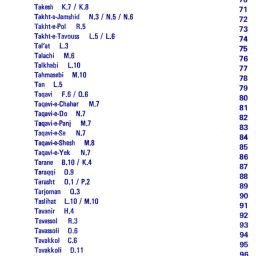 Takesh K.7 / K.8
Takht-e-Jamshid N.3 / N.5 / N.6
Takht-e-Pol R.5
Takht-e-Tavouss L.5 / L.6
Tal'at L.3
Talachi M.6
Talkhabi L.10
Tahmasebi M.10
Tan L.5
Taqavi F.6 / O.6
Taqavi-e-Chahar M.7
Taqavi-e-Do N.7
Taqavi-e-Panj M.7
Taqavi-e-Se N.7
Taqavi-e-Shesh M.8
Taqavi-e-Yek N.7
Tarane B.10 / K.4
Taraqqi O.9
Tarasht O.1 / P.2
Tarjoman Q.3
Taslihat L.10 / M.10
Tavanir H.4
Tavassol R.3
Tavassoli O.6
Tavakkol C.6
Tavakkoli D.11
71
72
73
74
75
76
77
78
79
80
81
82
83
84
85
86
87
88
89
90
91
92
93
94
95
96